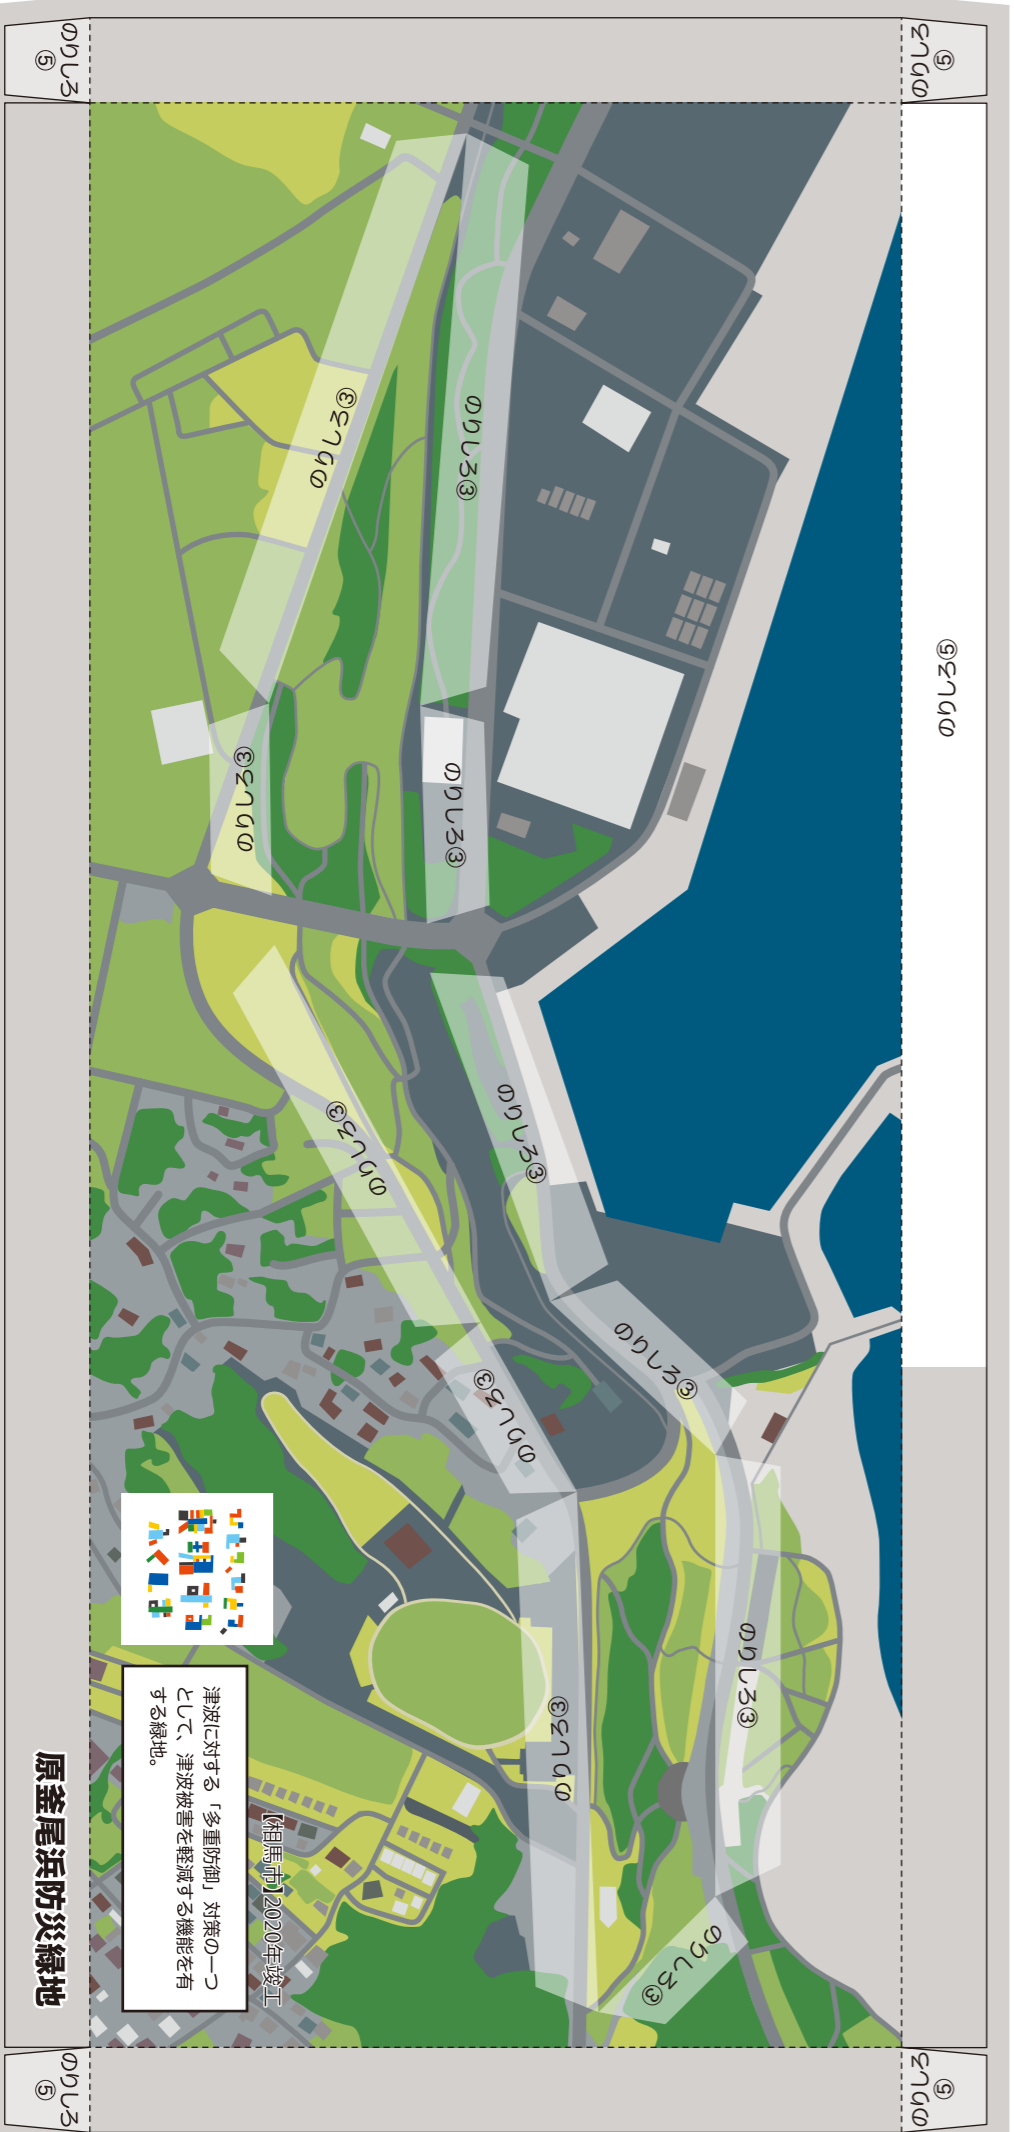 のりしろ
⑤
のりしろ⑤
のりしろ
⑤
のりしろ③
のりしろ③
のりしろ③
のりしろ③
のりしろ③
のりしろ③
のりしろ③
のりしろ③
のりしろ③
のりしろ③
のりしろ③
【相馬市】2020年竣工
津波に対する「多重防御」対策の一つ
として、津波被害を軽減する機能を有
する緑地。
原釜尾浜防災緑地
のりしろ
⑤
のりしろ
⑤